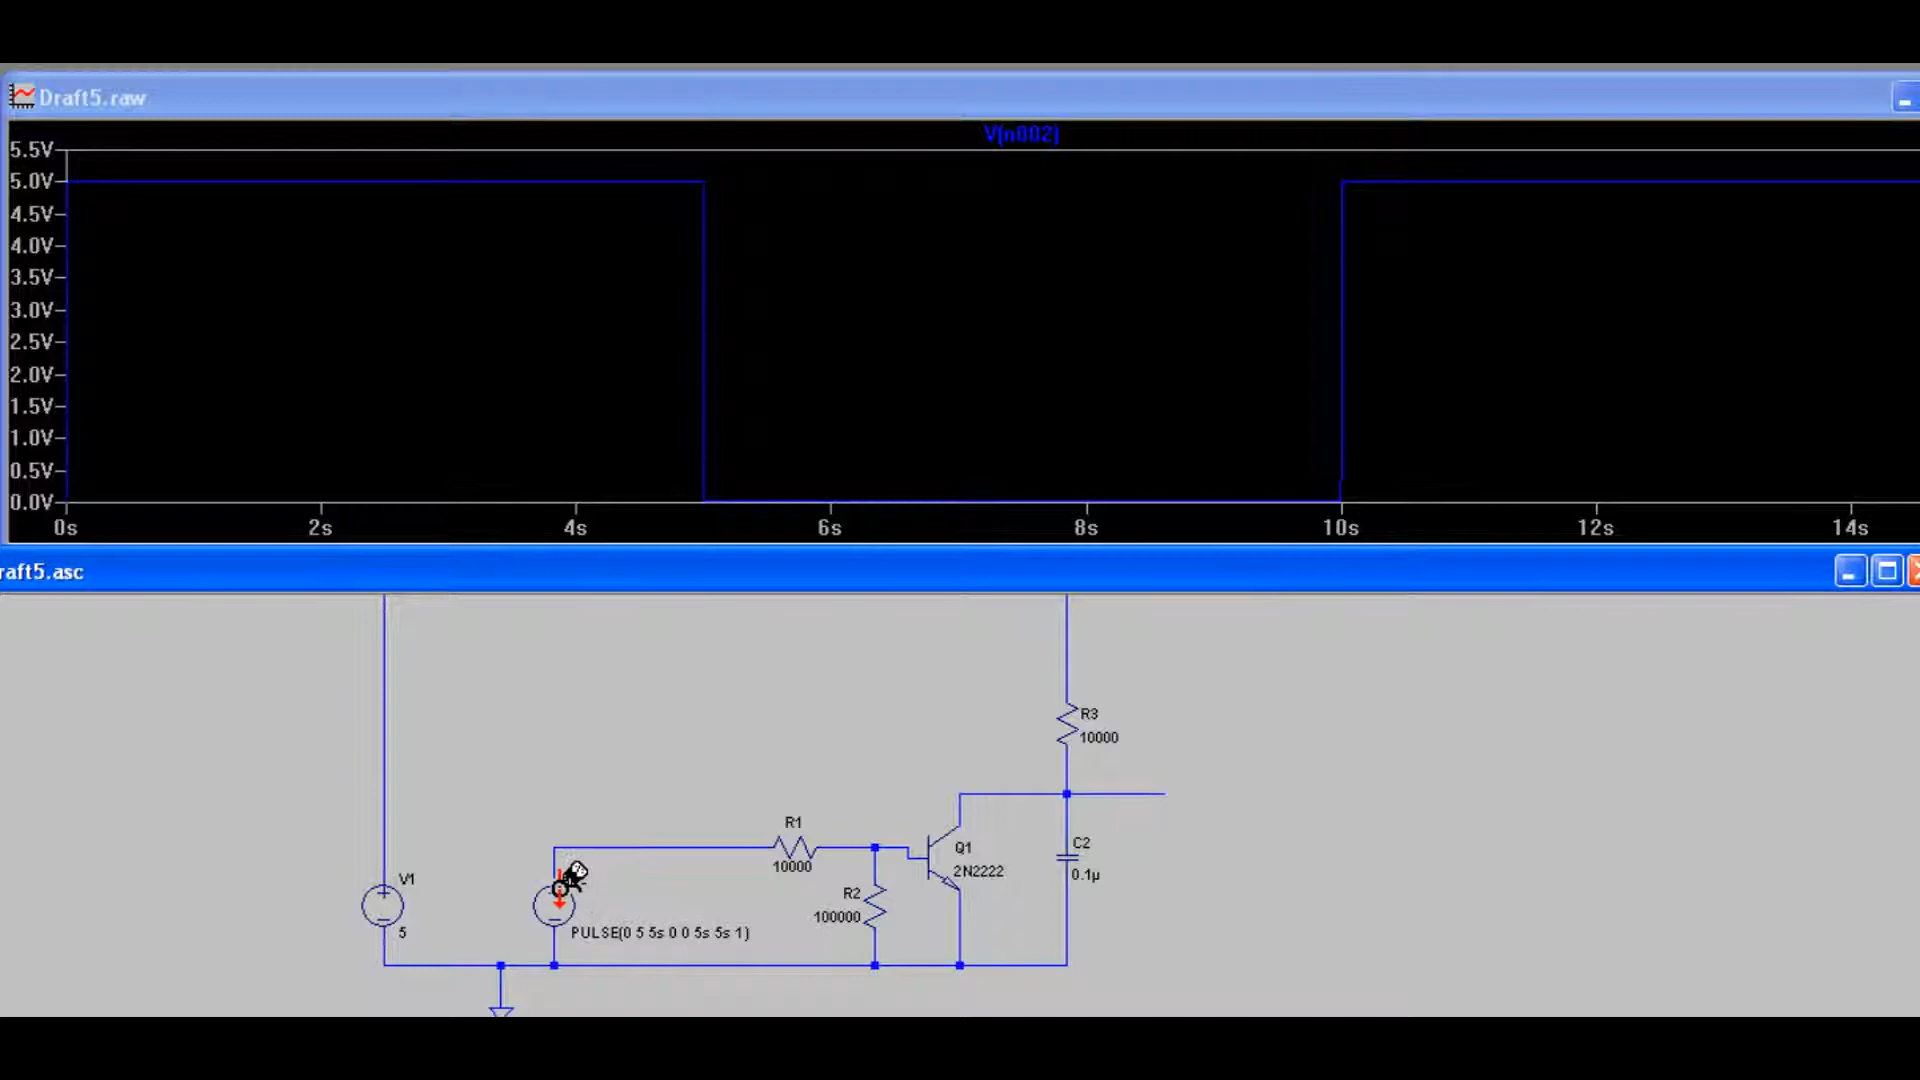 Draft5.raw
V[n002]
5.5V
5.0V
4.5V
4.0V
3.5V
3.0V
2.5V
2.0V
1.5V
1.0V
0.5V
0.0V
0s 2s 4s 6s 8s 10s 12s 14s
raft5.asc
R3
10000
R1
10000
Q1
2N2222
C2
0.1µ
V1
5
R2
100000
PULSE(0 5 5s 0 0 5s 5s 1)